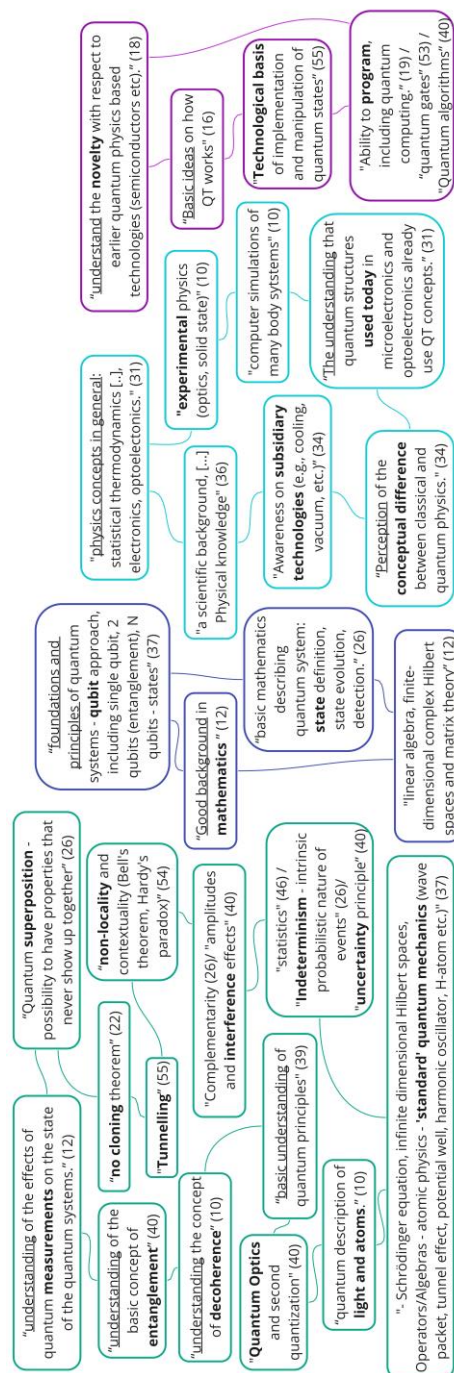 "understanding of the effects of
quantum measurements on the state
of the quantum systems." (12)
"Quantum superposition -
possibility to have properties that
never show up together" (26)
"understanding of the
basic concept of
entanglement" (40)
"no cloning theorem" (22)
"non-locality and
contextuality (Bell's
theorem, Hardy's
paradox)" (54)
"Tunnelling" (55)
"understanding the concept
of decoherence" (10)
"Complementarity (26)/ "amplitudes
and interference effects" (40)
"Quantum Optics
and second
quantization" (40)
"basic understanding of
quantum principles" (39)
"statistics" (46) /
"Indeterminism - intrinsic
probabilistic nature of
events" (26)/
"uncertainty principle" (40)
"quantum description of
light and atoms." (10)
"- Schrödinger equation, infinite dimensional Hilbert spaces,
Operators/Algebras - atomic physics - 'standard' quantum mechanics (wave
packet, tunnel effect, potential well, harmonic oscillator, H-atom etc.)" (37)
"foundations and
principles of quantum
systems - qubit approach,
including single qubit, 2
qubits (entanglement), N
qubits - states" (37)
"Good background in
mathematics " (12)
"basic mathematics
describing
quantum system:
state definition,
state evolution,
detection." (26)
"linear algebra, finite-
dimensional complex Hilbert
spaces and matrix theory" (12)
"physics concepts in general:
statistical thermodynamics [..],
electronics, optoelectonics." (31)
"experimental physics
(optics, solid state)" (10)
"a scientific background, [...]
Physical knowledge" (36)
"computer simulations of
many body sytstems" (10)
"Awareness on subsidiary
technologies (e.g., cooling,
vacuum, etc.)" (34)
"The understanding that
quantum structures
used today in
microelectronics and
optoelectronics already
use QT concepts." (31)
"Perception of the
conceptual difference
between classical and
quantum physics." (34)
"understand the novelty with respect to
earlier quantum physics based
technologies (semiconductors etc)." (18)
"Basic ideas on how
QT works" (16)
"Technological basis
of implementation
and manipulation of
quantum states" (55)
"Ability to program,
including quantum
computing." (19) /
"quantum gates" (53) /
"Quantum algorithms" (40)